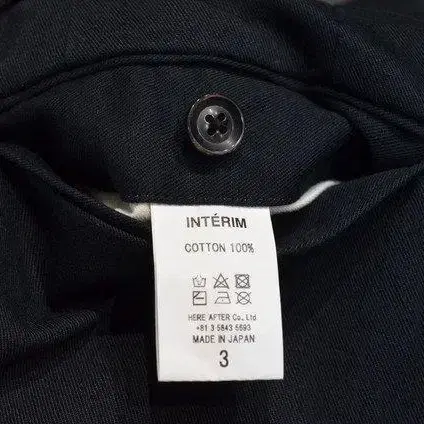 INTÉRIM
COTTON 100%
HERE AFTER Co., Ltd
+81 3 5843 5593
MADE IN JAPAN
3